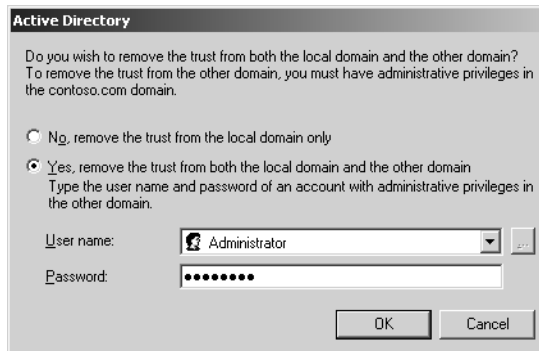 Active Directory
Do you wish to remove the trust from both the local domain and the other domain?
To remove the trust from the other domain, you must have administrative privileges in
the contoso.com domain.
No, remove the trust from the local domain only
Yes, remove the trust from both the local domain and the other domain
Type the user name and password of an account with administrative privileges in
the other domain.
User name: Administrator ...
Password: ●●●●●●●●
OK Cancel